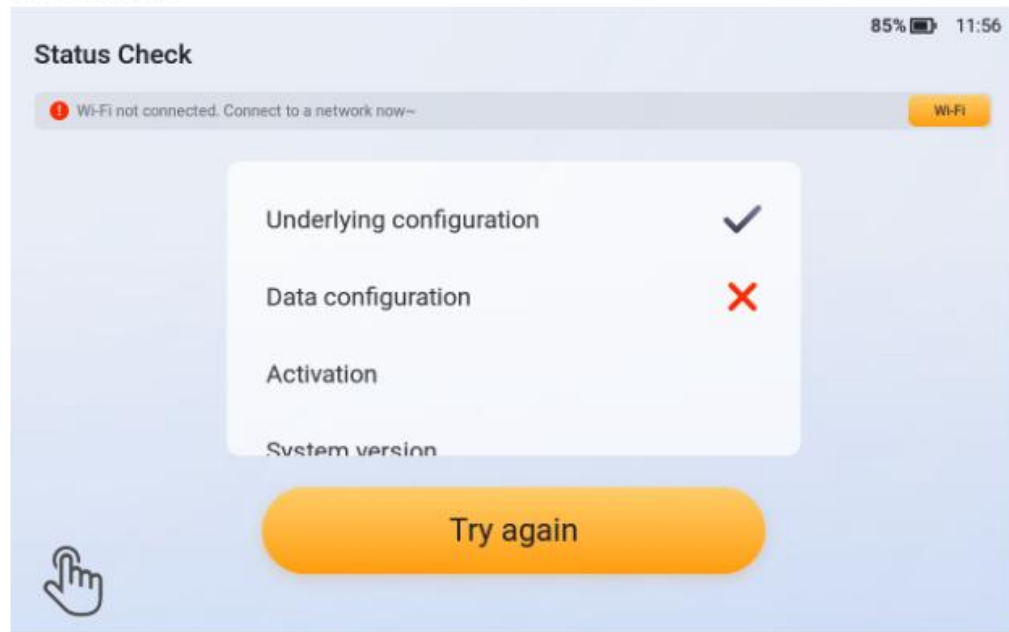 85% 11:56
Status Check
Wi-Fi not connected. Connect to a network now~
Wi-Fi
Underlying configuration
Data configuration
Activation
System version
Try again